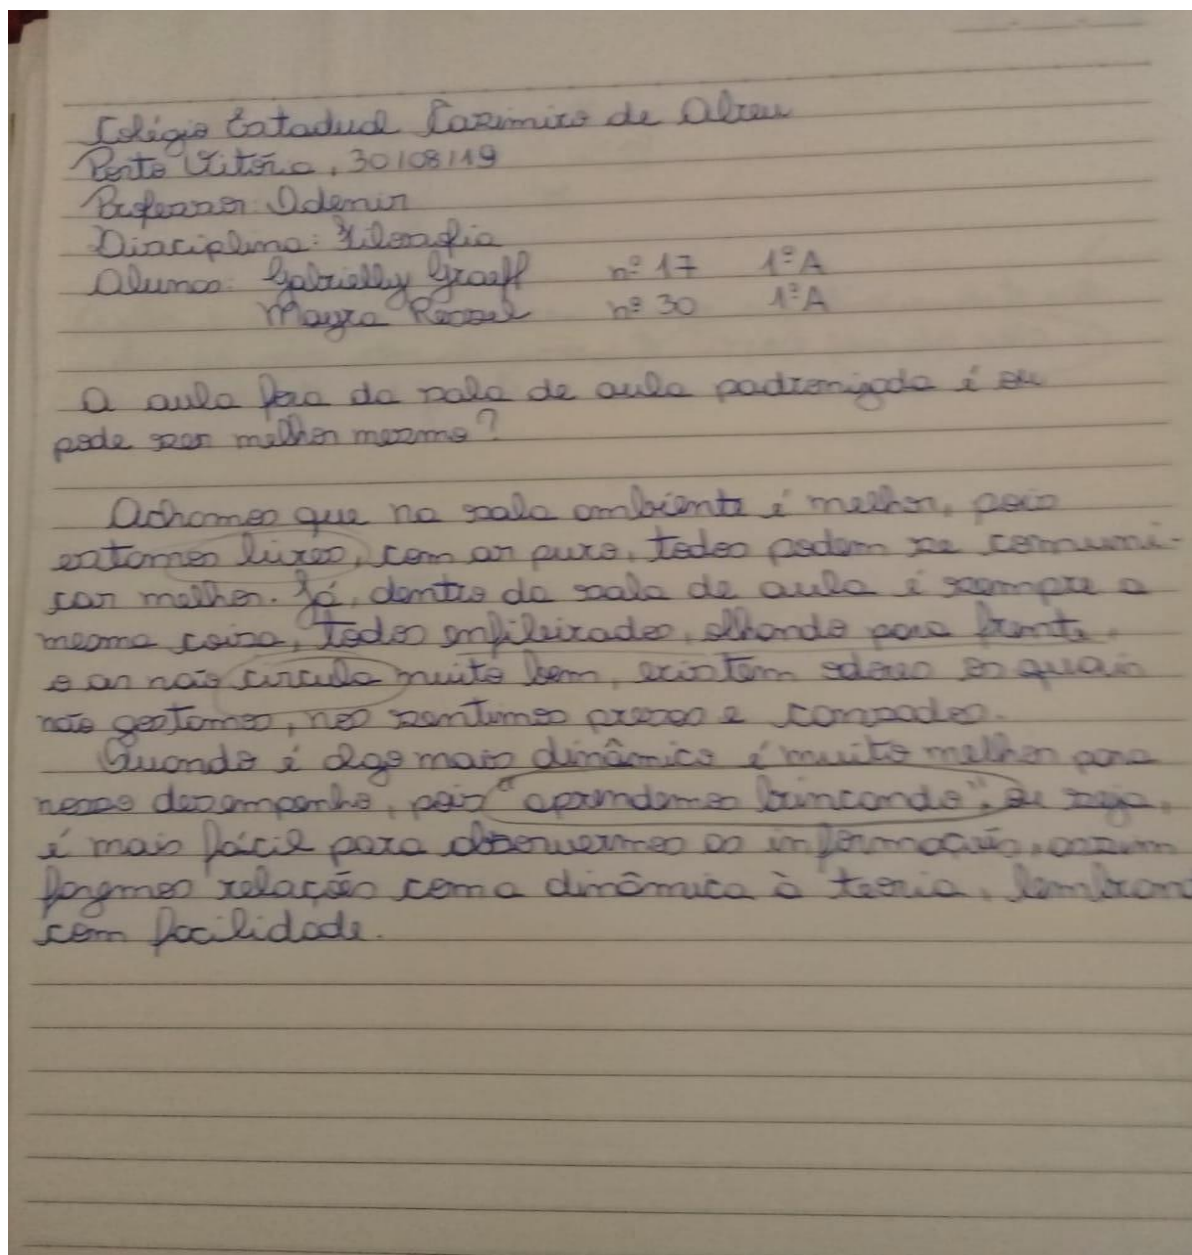 Colégio Estadual Casimiro de Abreu
Porto Vitória, 30/08/19
Professor: Ademir
Disciplina: Filosofia
Alunas: Gabrielly Graeff nº 17 1ºA
Mayra nº 30 1ºA
A aula fora da sala de aula padronizada é ou
pode ser melhor mesmo?
Achamos que na sala ambiente é melhor, pois
estamos livres, com ar puro, todos podem se comuni-
car melhor. Já, dentro da sala de aula é sempre a
mesma coisa, todos enfileirados, olhando para frente,
o ar não circula muito bem, existem odores os quais
não gostamos, nos sentimos presos e cansados.
Quando é algo mais dinâmico é muito melhor para
nosso desempenho, pois "aprendemos brincando", ou seja,
é mais fácil para absorvermos as informações, assim
fazemos relações com a dinâmica à teoria, lembrand
com facilidade.